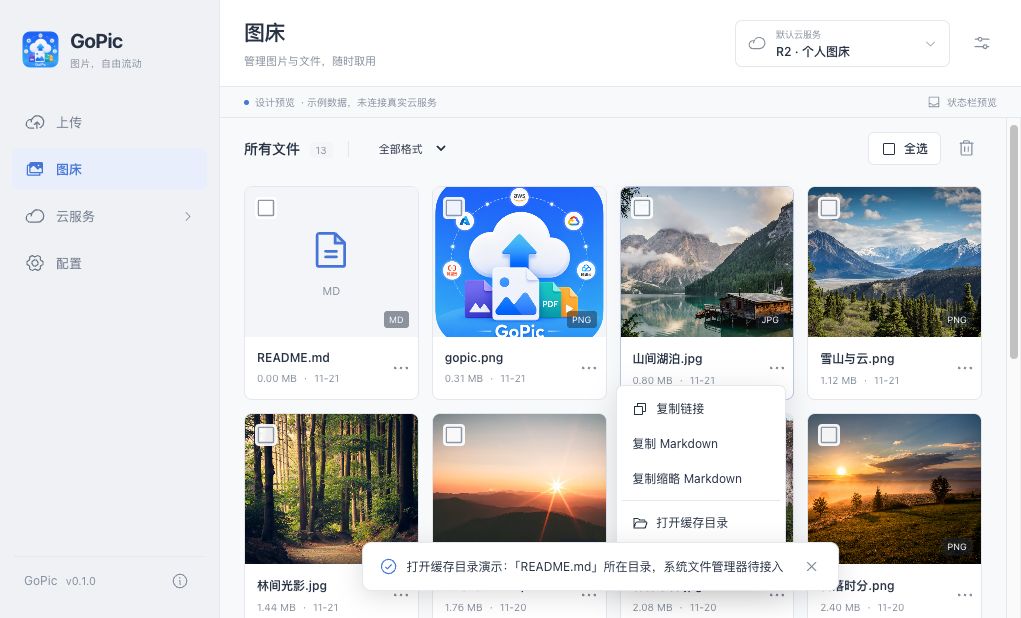 GoPic
图片，自由流动
上传
图床
云服务
配置
GoPic v0.1.0
图床
管理图片与文件，随时取用
默认云服务
R2 · 个人图床
设计预览 · 示例数据，未连接真实云服务
状态栏预览
所有文件 13
全部格式
全选
MD
MD
README.md
0.00 MB · 11-21
aws
PDF
GoPic
PNG
gopic.png
0.31 MB · 11-21
JPG
山间湖泊.jpg
0.80 MB · 11-21
PNG
雪山与云.png
1.12 MB · 11-21
复制链接
复制 Markdown
复制缩略 Markdown
打开缓存目录
林间光影.jpg
1.44 MB · 11-21
1.76 MB · 11-20
2.08 MB · 11-20
PNG
落时分.png
2.40 MB · 11-20
打开缓存目录演示：「README.md」所在目录，系统文件管理器待接入